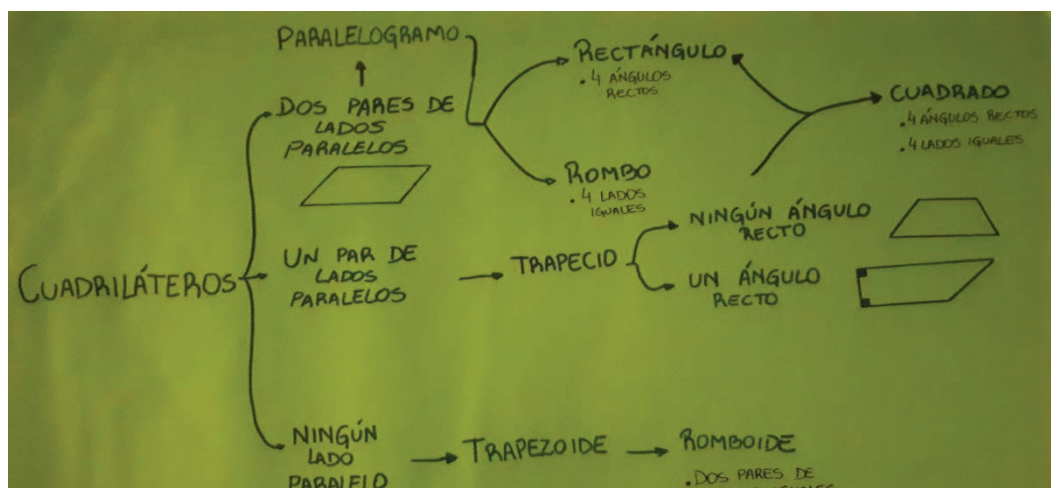 PARALELOGRAMO
DOS PARES DE
LADOS
PARALELOS
RECTÁNGULO
. 4 ÁNGULOS
RECTOS
ROMBO
. 4 LADOS
IGUALES
CUADRADO
. 4 ÁNGULOS RECTOS
. 4 LADOS IGUALES
CUADRILÁTEROS
UN PAR DE
LADOS
PARALELOS
TRAPECIO
NINGÚN ÁNGULO
RECTO
UN ÁNGULO
RECTO
NINGÚN
LADO
PARALELO
TRAPEZOIDE
ROMBOIDE
. DOS PARES DE